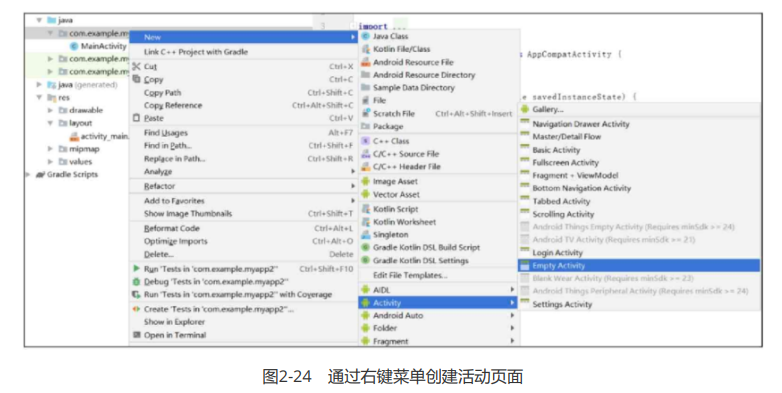 java
com.example.m
MainActivity
com.example.m
com.example.m
java (generated)
res
drawable
layout
activity_main.
mipmap
values
Gradle Scripts
New
Link C++ Project with Gradle
Cut Ctrl+X
Copy Ctrl+C
Copy Path Ctrl+Shift+C
Copy Reference Ctrl+Alt+Shift+C
Paste Ctrl+V
Find Usages Alt+F7
Find in Path... Ctrl+Shift+F
Replace in Path... Ctrl+Shift+R
Analyze
Refactor
Add to Favorites
Show Image Thumbnails Ctrl+Shift+T
Reformat Code Ctrl+Alt+L
Optimize Imports Ctrl+Alt+O
Delete... Delete
Run 'Tests in 'com.example.myapp2'' Ctrl+Shift+F10
Debug 'Tests in 'com.example.myapp2''
Run 'Tests in 'com.example.myapp2'' with Coverage
Create 'Tests in 'com.example.myapp2''...
Show in Explorer
Open in Terminal
3 import ...
Java Class
Kotlin File/Class
Android Resource File
Android Resource Directory
Sample Data Directory
File
Scratch File Ctrl+Alt+Shift+Insert
Package
C++ Class
C/C++ Source File
C/C++ Header File
Image Asset
Vector Asset
Kotlin Script
Kotlin Worksheet
Singleton
Gradle Kotlin DSL Build Script
Gradle Kotlin DSL Settings
Edit File Templates...
AIDL
Activity
Android Auto
Folder
Fragment
AppCompatActivity {
savedInstanceState) {
Gallery...
Navigation Drawer Activity
Master/Detail Flow
Basic Activity
Fullscreen Activity
Fragment + ViewModel
Bottom Navigation Activity
Tabbed Activity
Scrolling Activity
Android Things Empty Activity (Requires minSdk >= 24)
Android TV Activity (Requires minSdk >= 21)
Login Activity
Empty Activity
Blank Wear Activity (Requires minSdk >= 23)
Android Things Peripheral Activity (Requires minSdk >= 24)
Settings Activity
图2-24 通过右键菜单创建活动页面